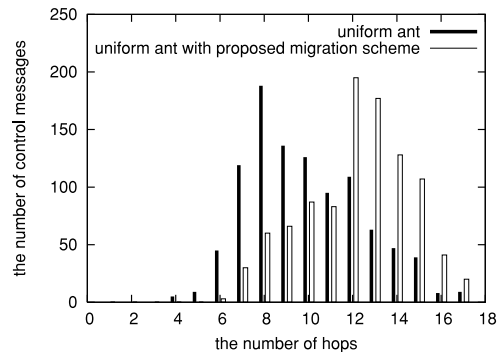 250
200
150
100
50
0
the number of control messages
uniform ant
uniform ant with proposed migration scheme
0 2 4 6 8 10 12 14 16 18
the number of hops